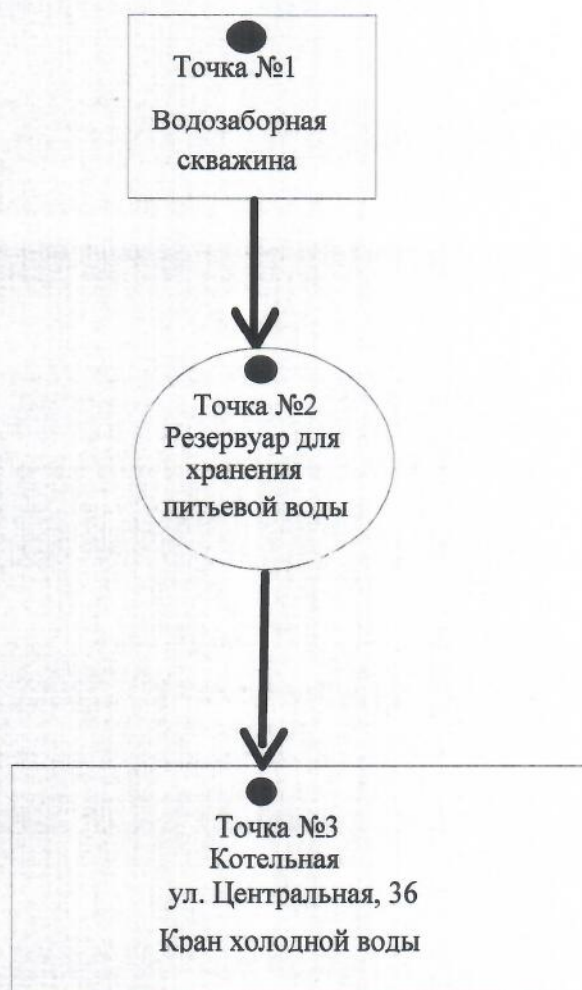 Точка №1
Водозаборная
скважина
Точка №2
Резервуар для
хранения
питьевой воды
Точка №3
Котельная
ул. Центральная, 36
Кран холодной воды